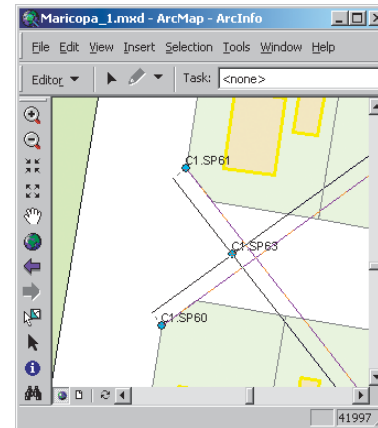 Maricopa_1.mxd - ArcMap - ArcInfo
File Edit View Insert Selection Tools Window Help
Editor Task: <none>
C1.SP61
C1.SP63
C1.SP60
41997